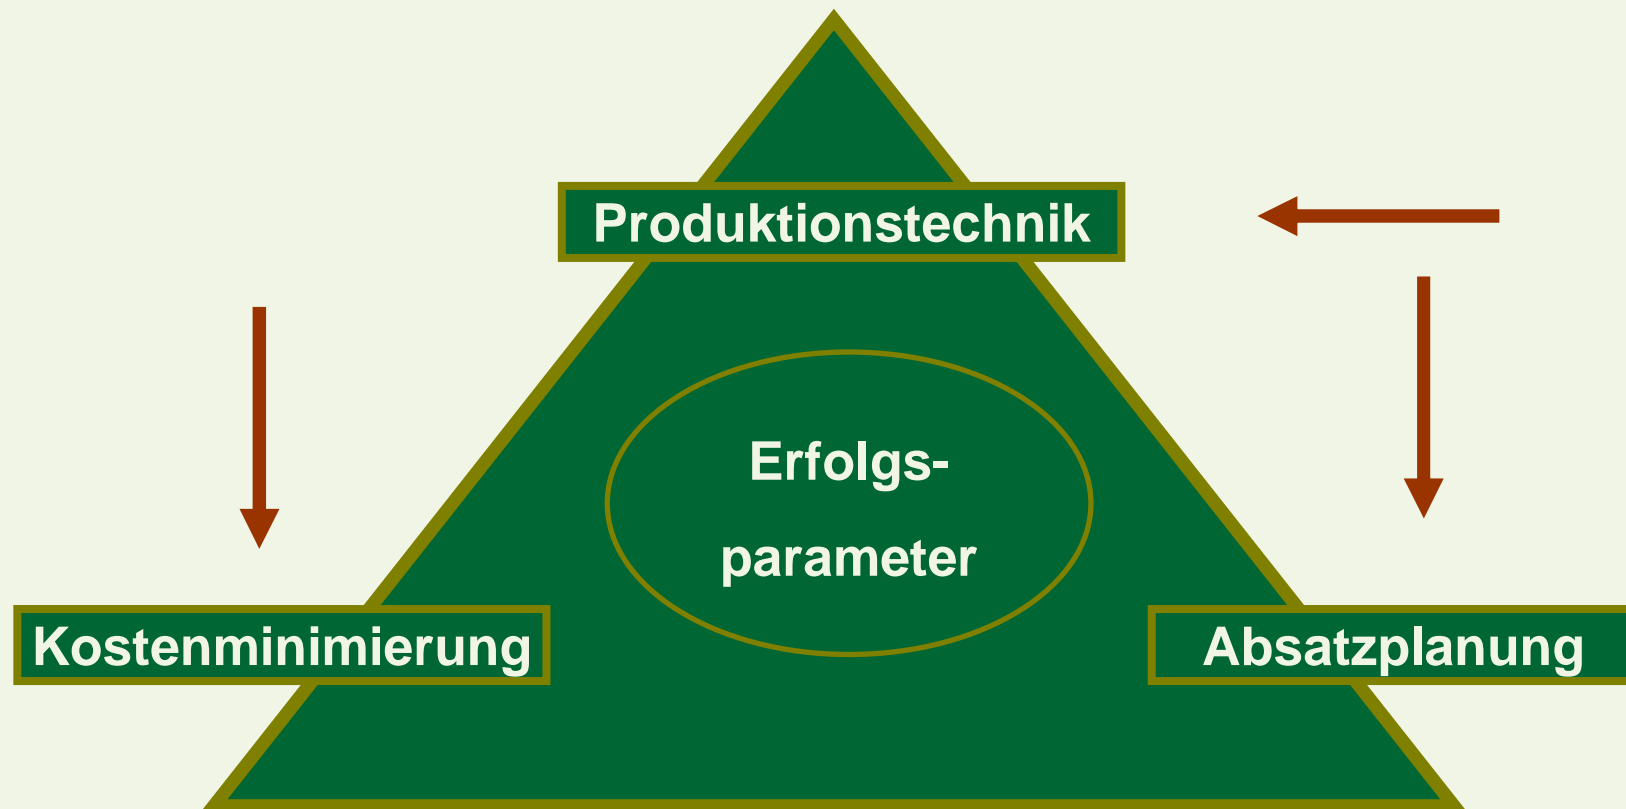 Produktionstechnik
Erfolgs-
parameter
Kostenminimierung
Absatzplanung